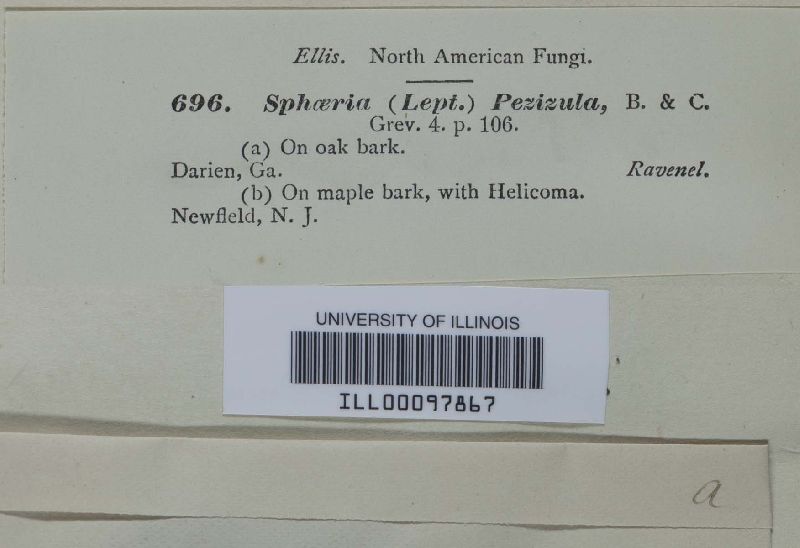 Ellis. North American Fungi.
696. Sphæria (Lept.) Pezizula, B. & C.
Grev. 4. p. 106.
(a) On oak bark.
Darien, Ga. Ravenel.
(b) On maple bark, with Helicoma.
Newfield, N. J.
UNIVERSITY OF ILLINOIS
ILL00097867
a